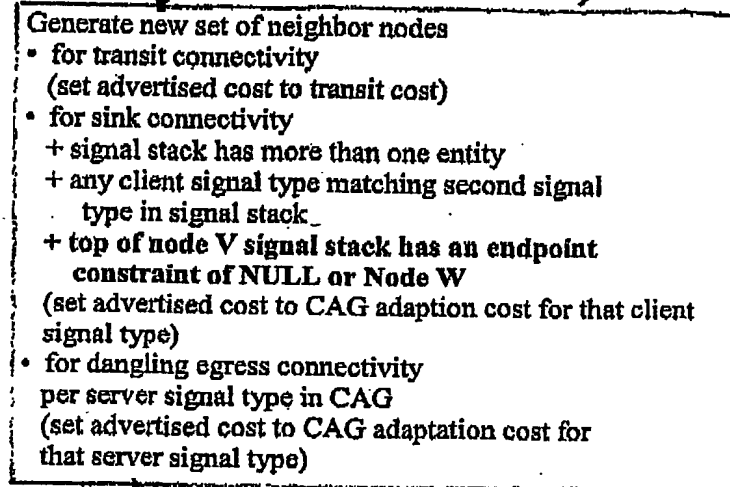 Generate new set of neighbor nodes
• for transit connectivity
(set advertised cost to transit cost)
• for sink connectivity
+ signal stack has more than one entity
+ any client signal type matching second signal
type in signal stack
+ top of node V signal stack has an endpoint
constraint of NULL or Node W
(set advertised cost to CAG adaption cost for that client
signal type)
• for dangling egress connectivity
per server signal type in CAG
(set advertised cost to CAG adaptation cost for
that server signal type)